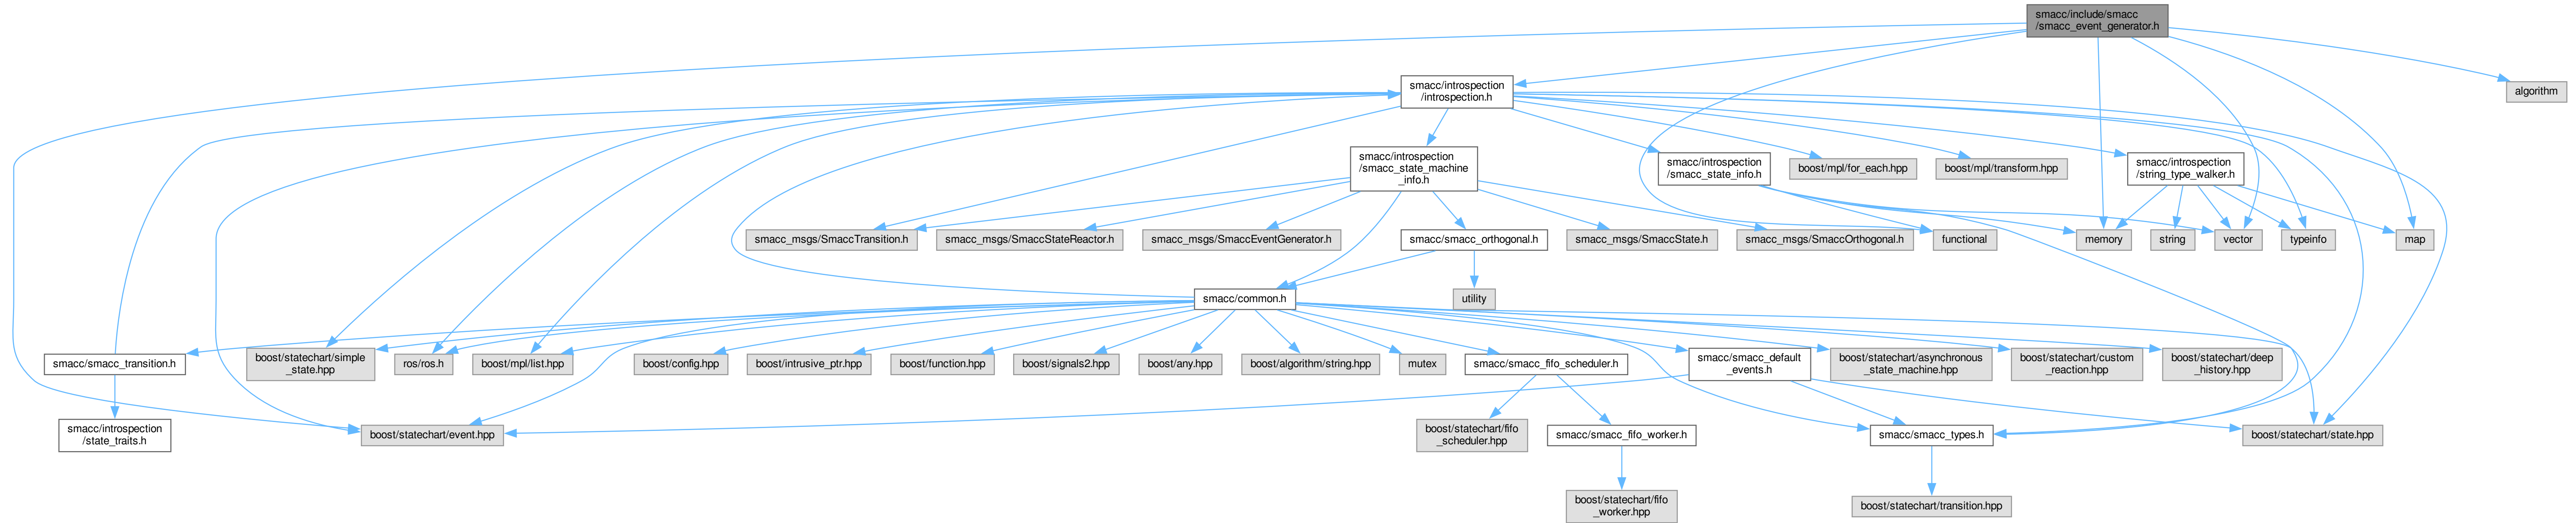 smacc/include/smacc
/smacc_event_generator.h
smacc/introspection
/introspection.h
algorithm
smacc/introspection
/smacc_state_machine
_info.h
smacc/introspection
/smacc_state_info.h
boost/mpl/for_each.hpp
boost/mpl/transform.hpp
smacc/introspection
/string_type_walker.h
smacc_msgs/SmaccTransition.h
smacc_msgs/SmaccStateReactor.h
smacc_msgs/SmaccEventGenerator.h
smacc/smacc_orthogonal.h
smacc_msgs/SmaccState.h
smacc_msgs/SmaccOrthogonal.h
functional
memory
string
vector
typeinfo
map
smacc/common.h
utility
smacc/smacc_transition.h
boost/statechart/simple
_state.hpp
ros/ros.h
boost/mpl/list.hpp
boost/config.hpp
boost/intrusive_ptr.hpp
boost/function.hpp
boost/signals2.hpp
boost/any.hpp
boost/algorithm/string.hpp
mutex
smacc/smacc_fifo_scheduler.h
smacc/smacc_default
_events.h
boost/statechart/asynchronous
_state_machine.hpp
boost/statechart/custom
_reaction.hpp
boost/statechart/deep
_history.hpp
smacc/introspection
/state_traits.h
boost/statechart/event.hpp
boost/statechart/fifo
_scheduler.hpp
smacc/smacc_fifo_worker.h
smacc/smacc_types.h
boost/statechart/state.hpp
boost/statechart/fifo
_worker.hpp
boost/statechart/transition.hpp